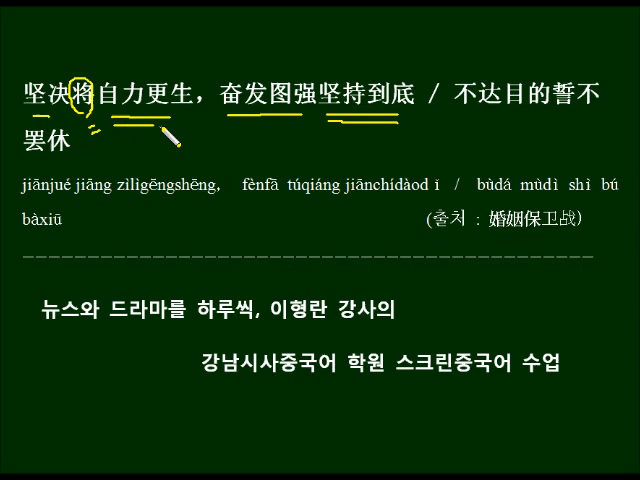 坚决将自力更生，奋发图强坚持到底 / 不达目的誓不
罢休
jiānjué jiāng zìlìgēngshēng， fènfā túqiáng jiānchídàod ǐ / bùdá mùdì shì bú
bàxiū (출처 : 婚姻保卫战)
뉴스와 드라마를 하루씩, 이형란 강사의
강남시사중국어 학원 스크린중국어 수업